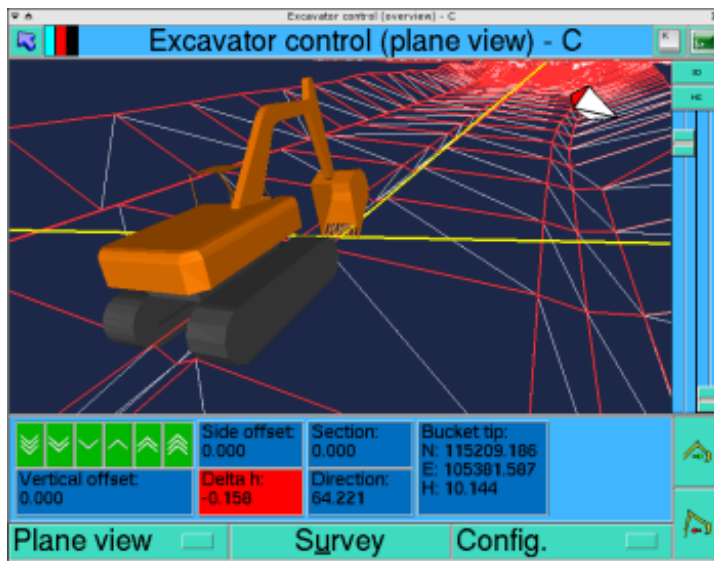 Excavator control (overview) - C
Excavator control (plane view) - C
K
3D
Side offset:
0.000
Section:
0.000
Bucket tip:
N: 115209.186
E: 105381.587
H: 10.144
Vertical offset:
0.000
Delta h:
-0.158
Direction:
64.221
Plane view
Survey
Config.